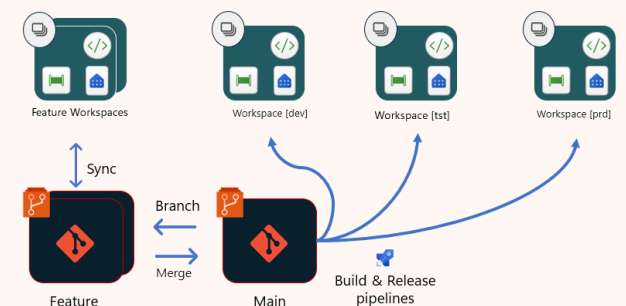 Feature Workspaces
Workspace [dev]
Workspace [tst]
Workspace [prd]
Sync
Branch
Merge
Build & Release
pipelines
Feature
Main